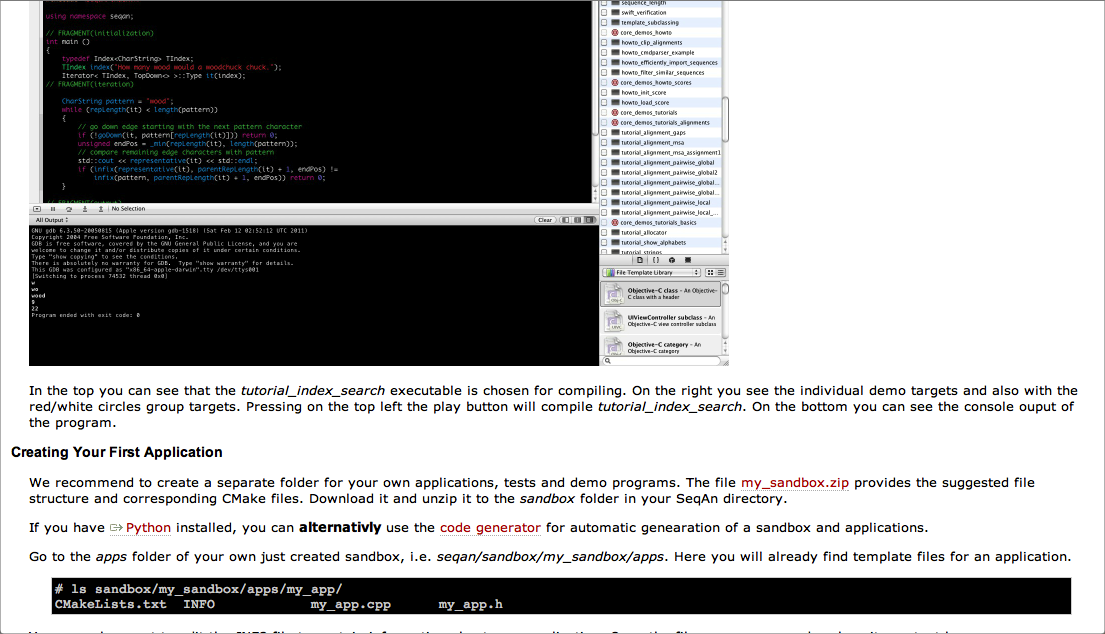 using namespace seqan;
// FRAGMENT(initialization)
int main ()
{
typedef Index<CharString> TIndex;
TIndex index("How many wood would a woodchuck chuck.");
Iterator< TIndex, TopDown<> >::Type it(index);
// FRAGMENT(iteration)
CharString pattern = "wood";
while (repLength(it) < length(pattern))
{
// go down edge starting with the next pattern character
if (!goDown(it, pattern[repLength(it)])) return 0;
unsigned endPos = _min(repLength(it), length(pattern));
// compare remaining edge characters with pattern
std::cout << representative(it) << std::endl;
if (infix(representative(it), parentRepLength(it) + 1, endPos) !=
infix(pattern, parentRepLength(it) + 1, endPos)) return 0;
}
No Selection
All Output
Clear
GNU gdb 6.3.50-20050815 (Apple version gdb-1518) (Sat Feb 12 02:52:12 UTC 2011)
Copyright 2004 Free Software Foundation, Inc.
GDB is free software, covered by the GNU General Public License, and you are
welcome to change it and/or distribute copies of it under certain conditions.
Type "show copying" to see the conditions.
There is absolutely no warranty for GDB.  Type "show warranty" for details.
This GDB was configured as "x86_64-apple-darwin".tty /dev/ttys001
[Switching to process 74532 thread 0x0]
w
wo
wood
9
22
Program ended with exit code: 0
sequence_length
swift_verification
template_subclassing
core_demos_howto
howto_clip_alignments
howto_cmdparser_example
howto_efficiently_import_sequences
howto_filter_similar_sequences
core_demos_howto_scores
howto_init_score
howto_load_score
core_demos_tutorials
core_demos_tutorials_alignments
tutorial_alignment_gaps
tutorial_alignment_msa
tutorial_alignment_msa_assignment1
tutorial_alignment_pairwise_global
tutorial_alignment_pairwise_global2
tutorial_alignment_pairwise_global...
tutorial_alignment_pairwise_global...
tutorial_alignment_pairwise_local
tutorial_alignment_pairwise_local_...
core_demos_tutorials_basics
tutorial_allocator
tutorial_show_alphabets
tutorial_strings
File Template Library
Objective-C class - An Objective-
C class with a header
UIViewController subclass - An
Objective-C view controller subclass
Objective-C category - An
Objective-C category
In the top you can see that the tutorial_index_search executable is chosen for compiling. On the right you see the individual demo targets and also with the
red/white circles group targets. Pressing on the top left the play button will compile tutorial_index_search. On the bottom you can see the console ouput of
the program.
Creating Your First Application
We recommend to create a separate folder for your own applications, tests and demo programs. The file my_sandbox.zip provides the suggested file
structure and corresponding CMake files. Download it and unzip it to the sandbox folder in your SeqAn directory.
If you have Python installed, you can alternativly use the code generator for automatic genearation of a sandbox and applications.
Go to the apps folder of your own just created sandbox, i.e. seqan/sandbox/my_sandbox/apps. Here you will already find template files for an application.
# ls sandbox/my_sandbox/apps/my_app/
CMakeLists.txt  INFO            my_app.cpp      my_app.h